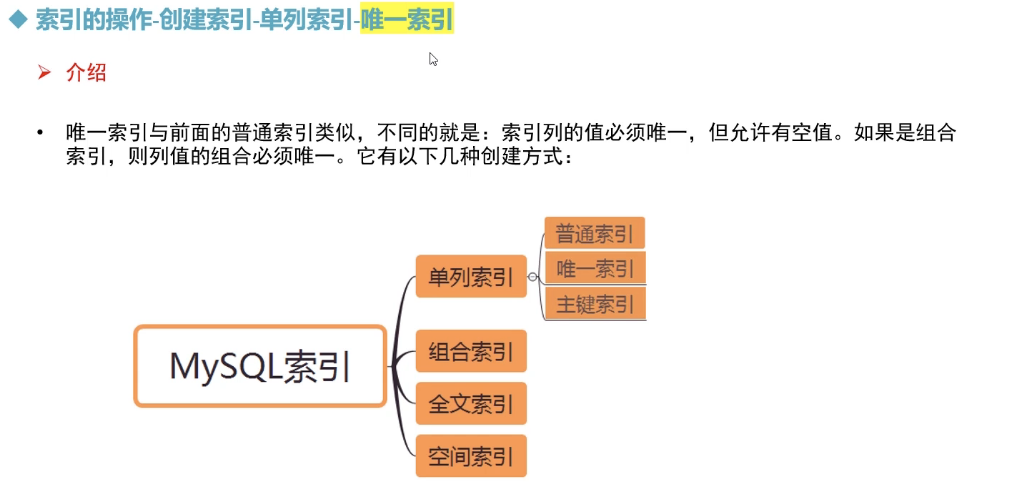 索引的操作-创建索引-单列索引-唯一索引
介绍
唯一索引与前面的普通索引类似，不同的就是：索引列的值必须唯一，但允许有空值。如果是组合
索引，则列值的组合必须唯一。它有以下几种创建方式：
MySQL索引
单列索引
普通索引
唯一索引
主键索引
组合索引
全文索引
空间索引